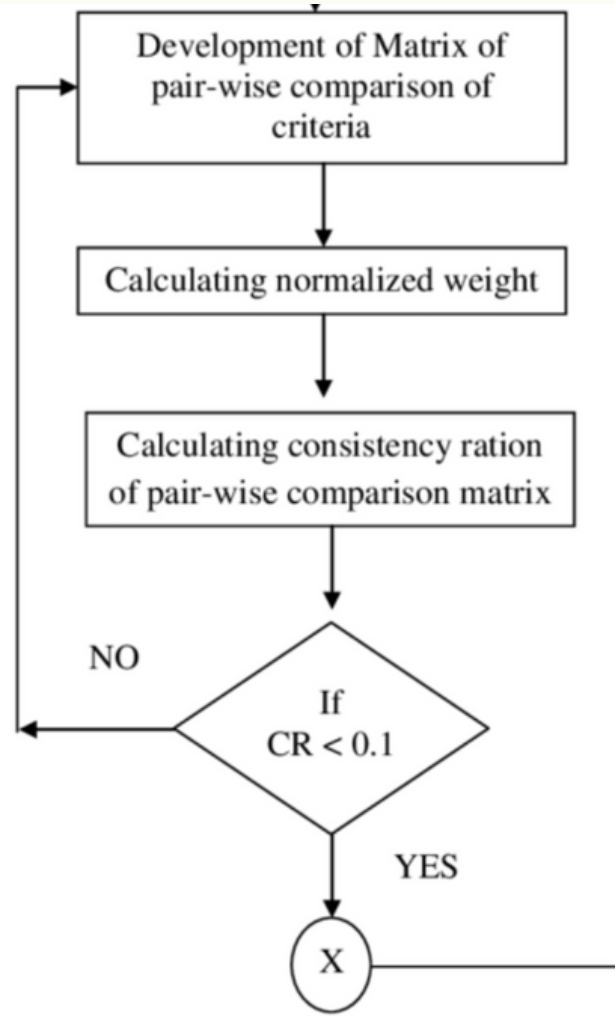 Development of Matrix of
pair-wise comparison of
criteria
Calculating normalized weight
Calculating consistency ration
of pair-wise comparison matrix
NO
If
CR < 0.1
YES
X